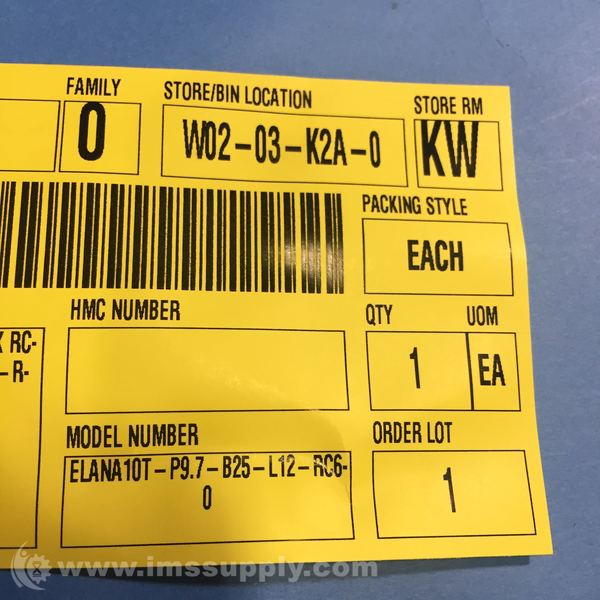 FAMILY
0
STORE/BIN LOCATION
W02-03-K2A-0
STORE RM
KW
PACKING STYLE
EACH
HMC NUMBER
QTY
1
UOM
EA
RC-
-R-
MODEL NUMBER
ELANA10T-P9.7-B25-L12-RC6-
0
ORDER LOT
1
www.imssupply.com